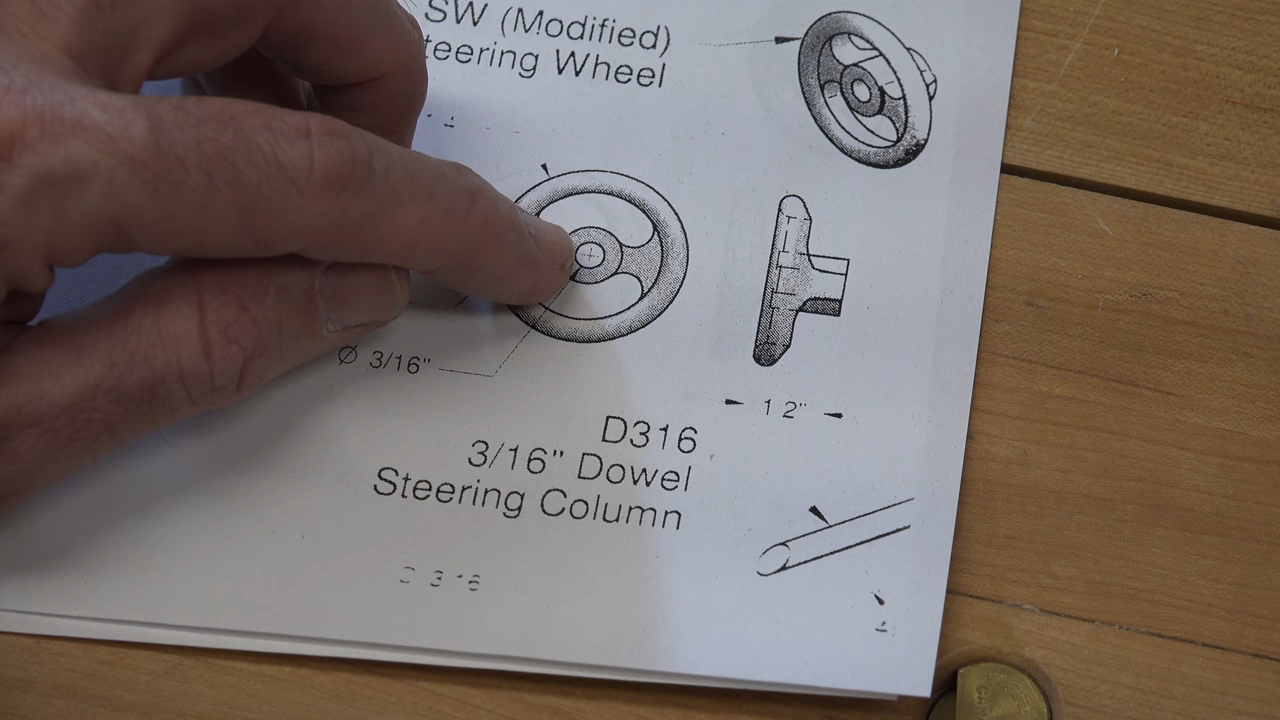 SW (Modified)
teering Wheel
Ø 3/16"
1 2"
D316
3/16" Dowel
Steering Column